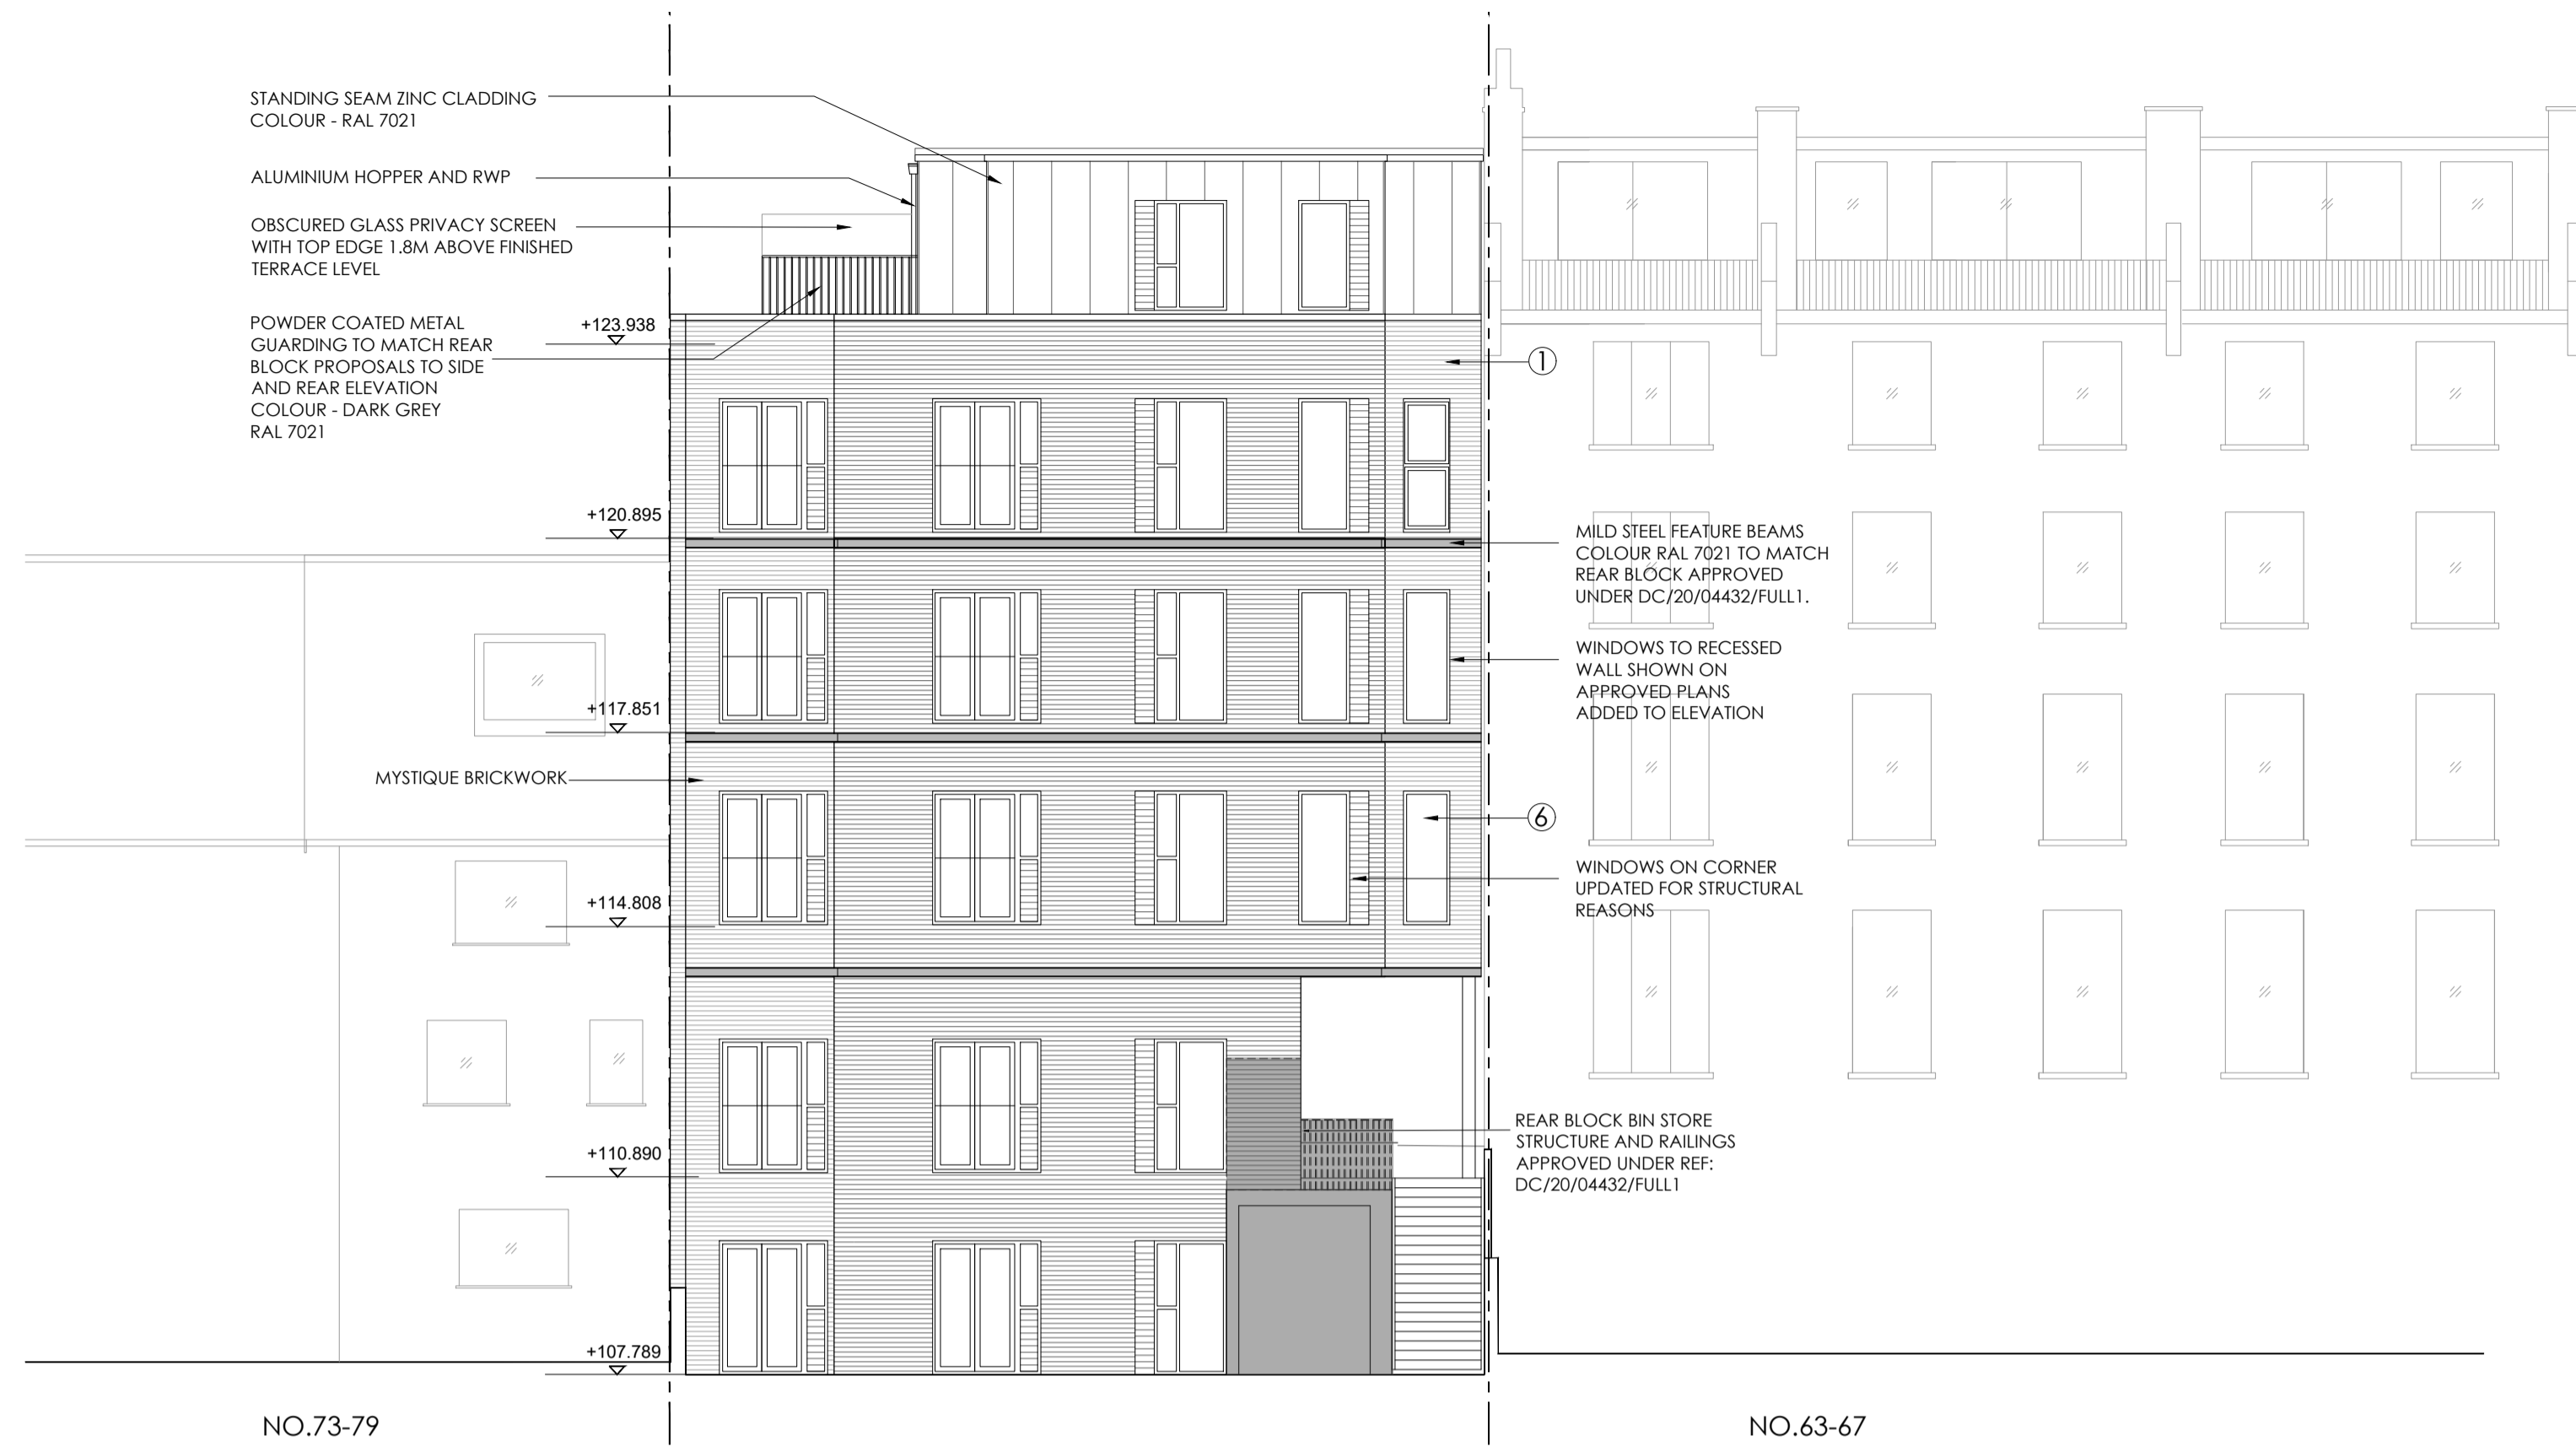 STANDING SEAM ZINC CLADDING
COLOUR - RAL 7021
ALUMINIUM HOPPER AND RWP
OBSCURED GLASS PRIVACY SCREEN
WITH TOP EDGE 1.8M ABOVE FINISHED
TERRACE LEVEL
POWDER COATED METAL
GUARDING TO MATCH REAR
BLOCK PROPOSALS TO SIDE
AND REAR ELEVATION
COLOUR - DARK GREY
RAL 7021
+123.938
1
+120.895
MILD STEEL FEATURE BEAMS
COLOUR RAL 7021 TO MATCH
REAR BLOCK APPROVED
UNDER DC/20/04432/FULL1.
WINDOWS TO RECESSED
WALL SHOWN ON
APPROVED PLANS
ADDED TO ELEVATION
+117.851
MYSTIQUE BRICKWORK
6
WINDOWS ON CORNER
UPDATED FOR STRUCTURAL
REASONS
+114.808
REAR BLOCK BIN STORE
STRUCTURE AND RAILINGS
APPROVED UNDER REF:
DC/20/04432/FULL1
+110.890
+107.789
NO.73-79
NO.63-67